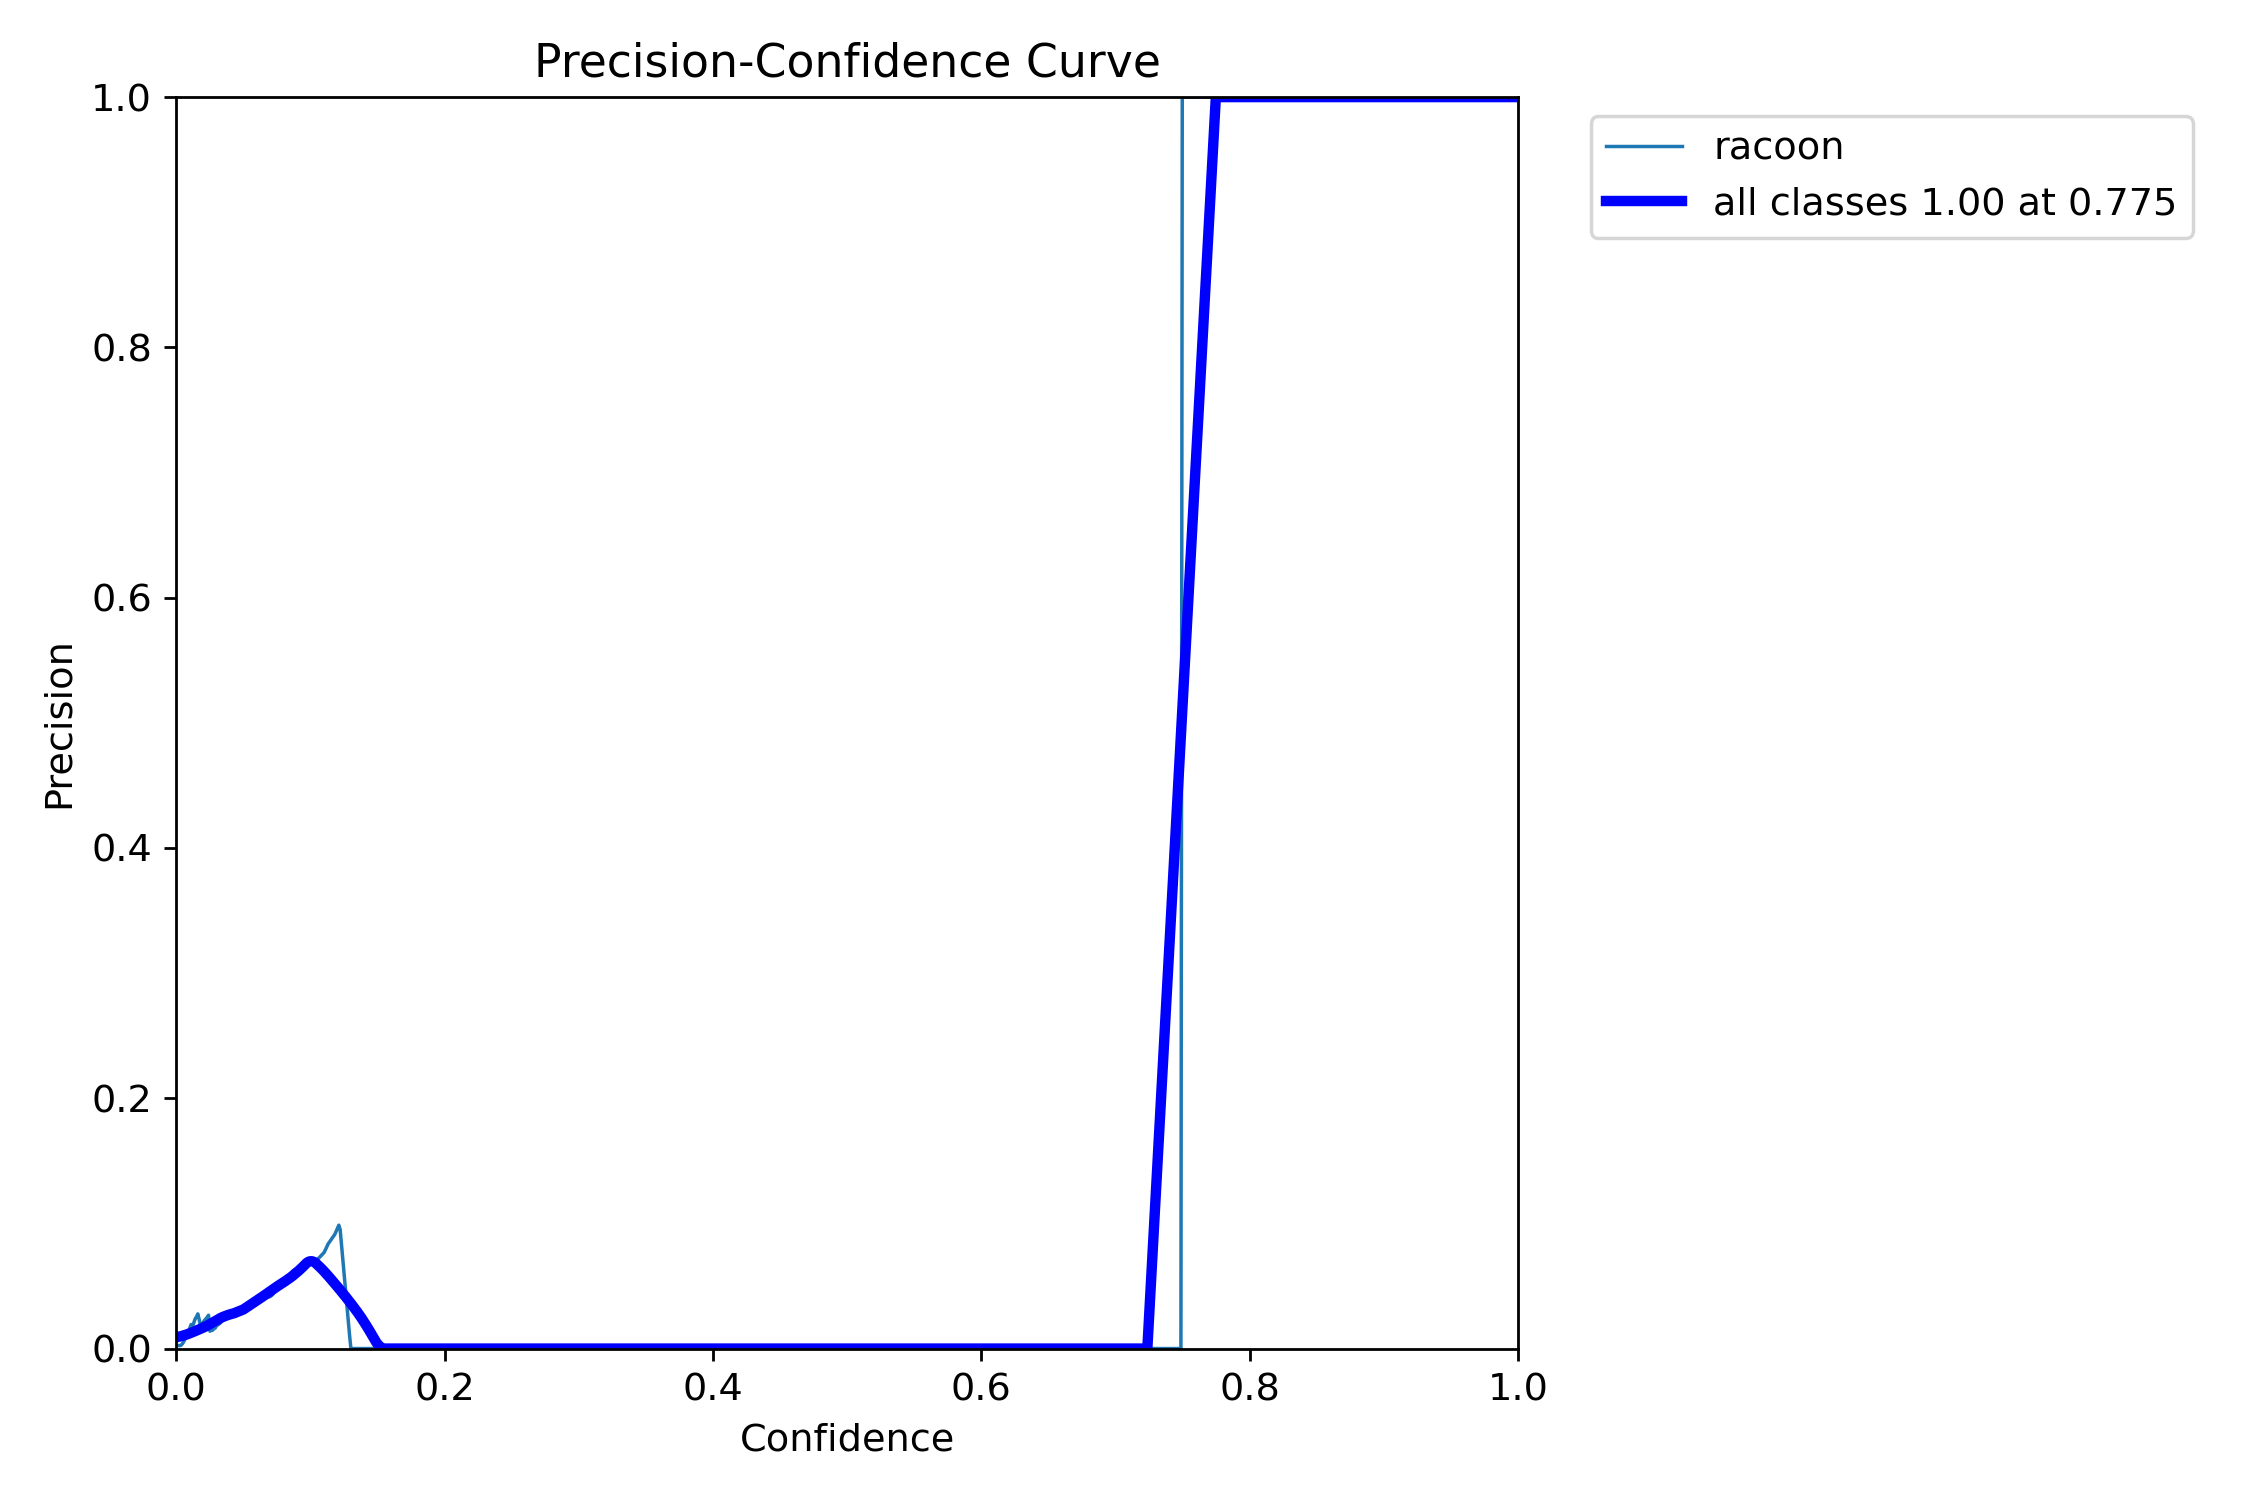 Precision-Confidence Curve
1.0
0.8
0.6
0.4
0.2
0.0
Precision
0.0 0.2 0.4 0.6 0.8 1.0
Confidence
racoon
all classes 1.00 at 0.775